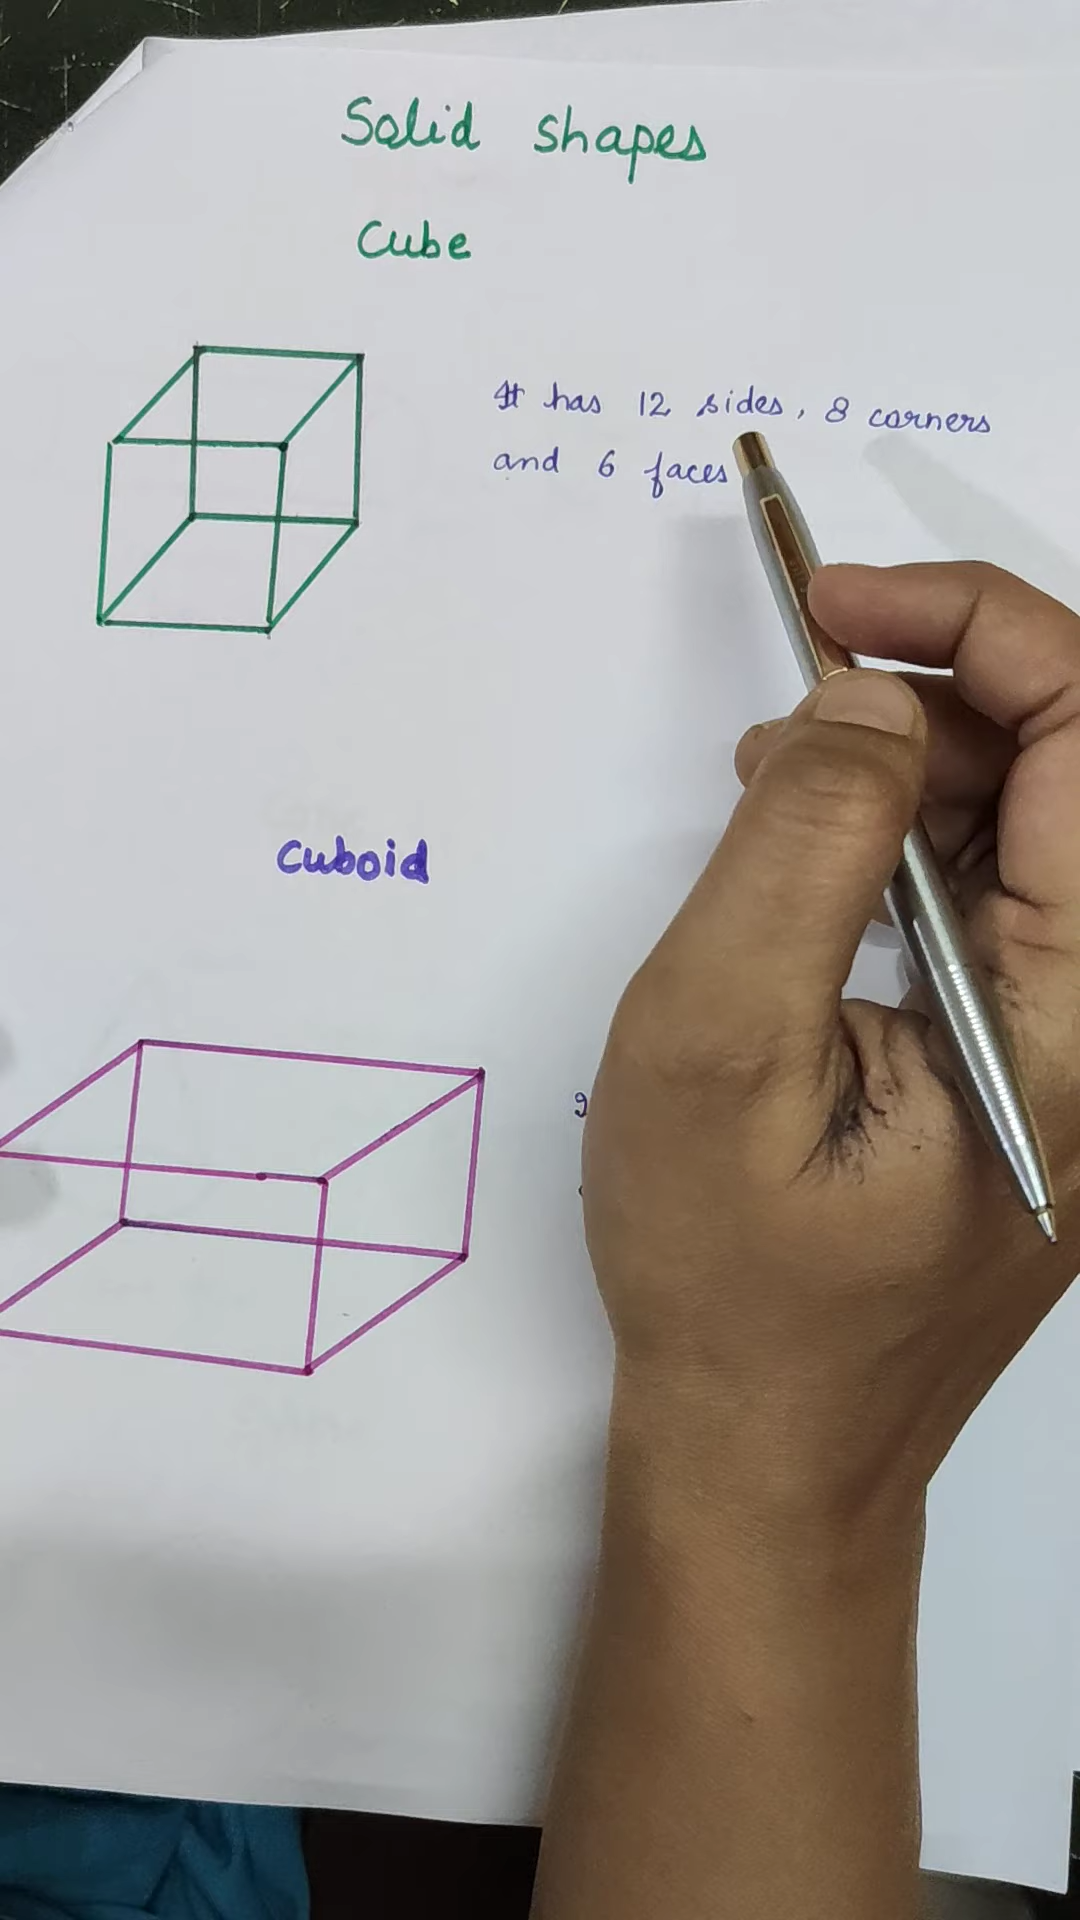 Solid shapes
Cube
It has 12 sides, 8 corners
and 6 faces
Cuboid